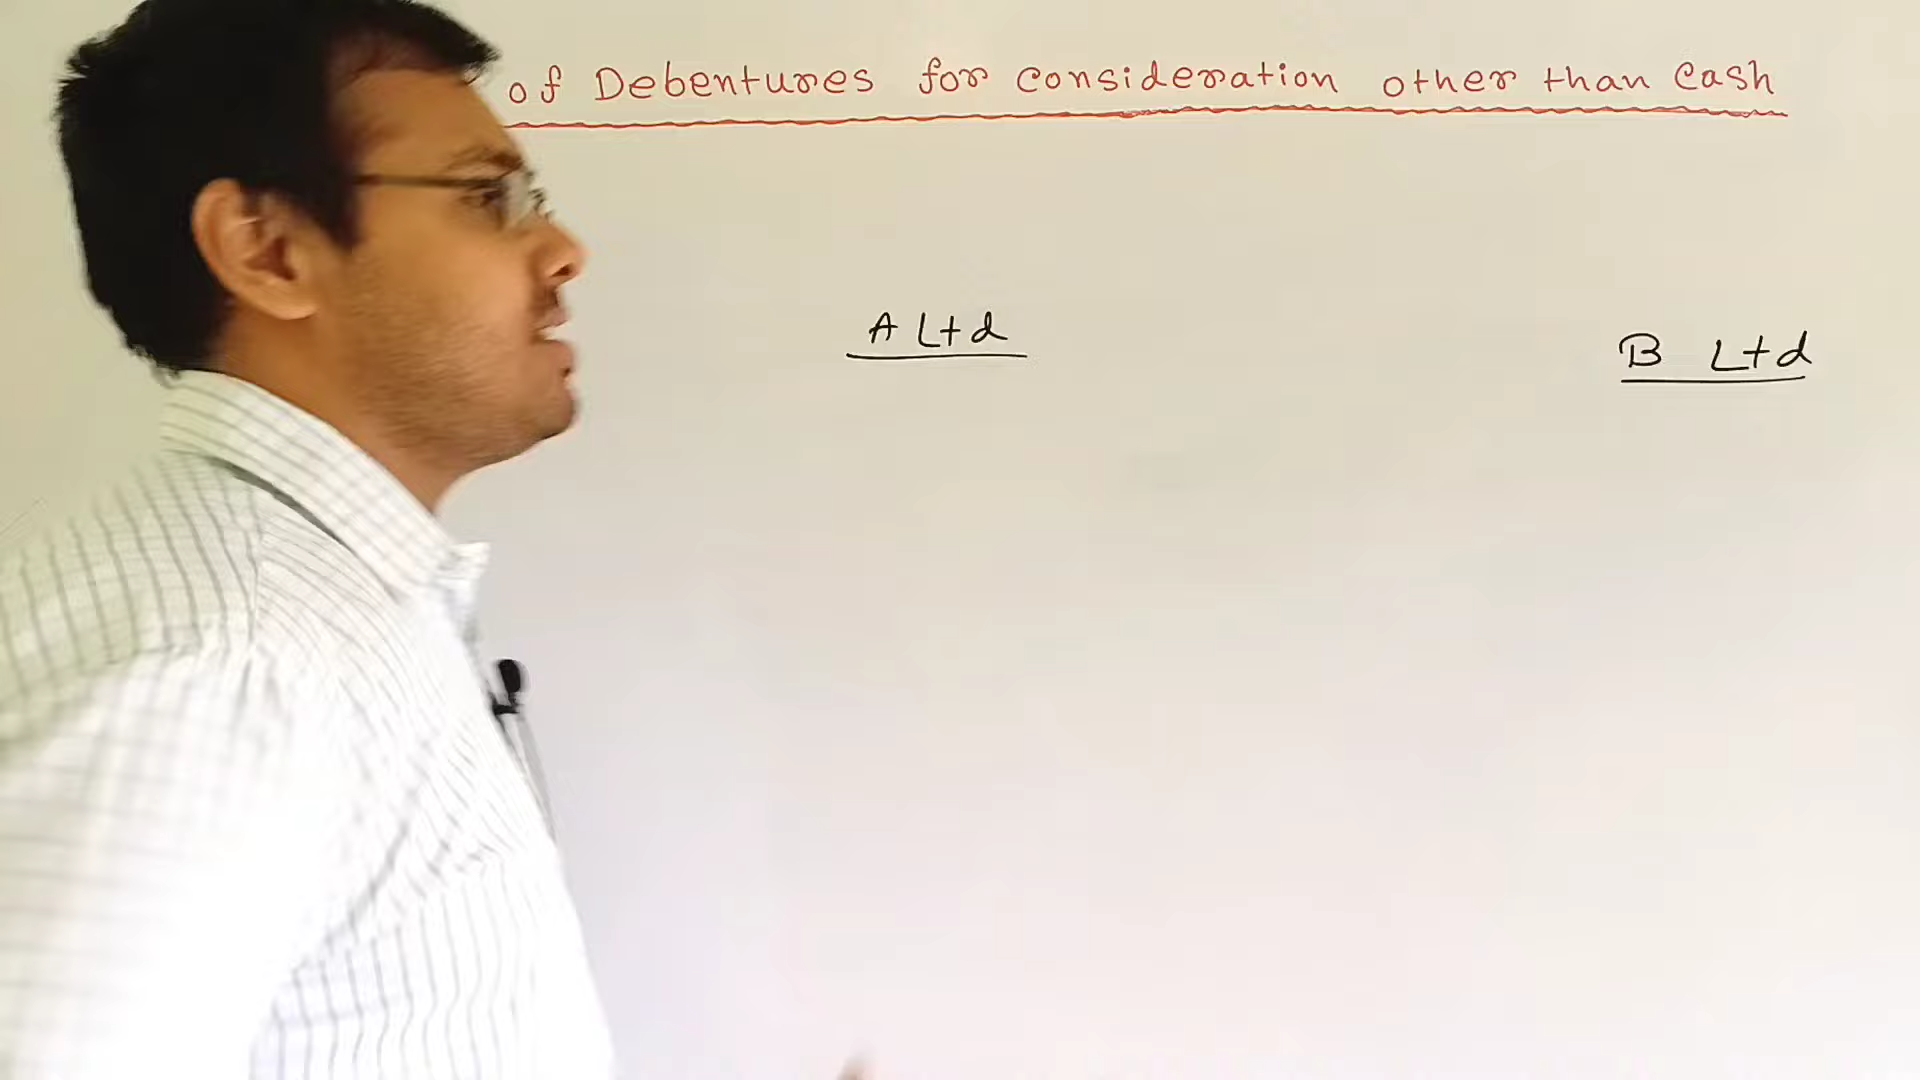 of Debentures for consideration other than Cash
A Ltd
B Ltd